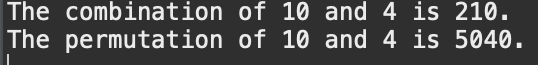 The combination of 10 and 4 is 210.
The permutation of 10 and 4 is 5040.